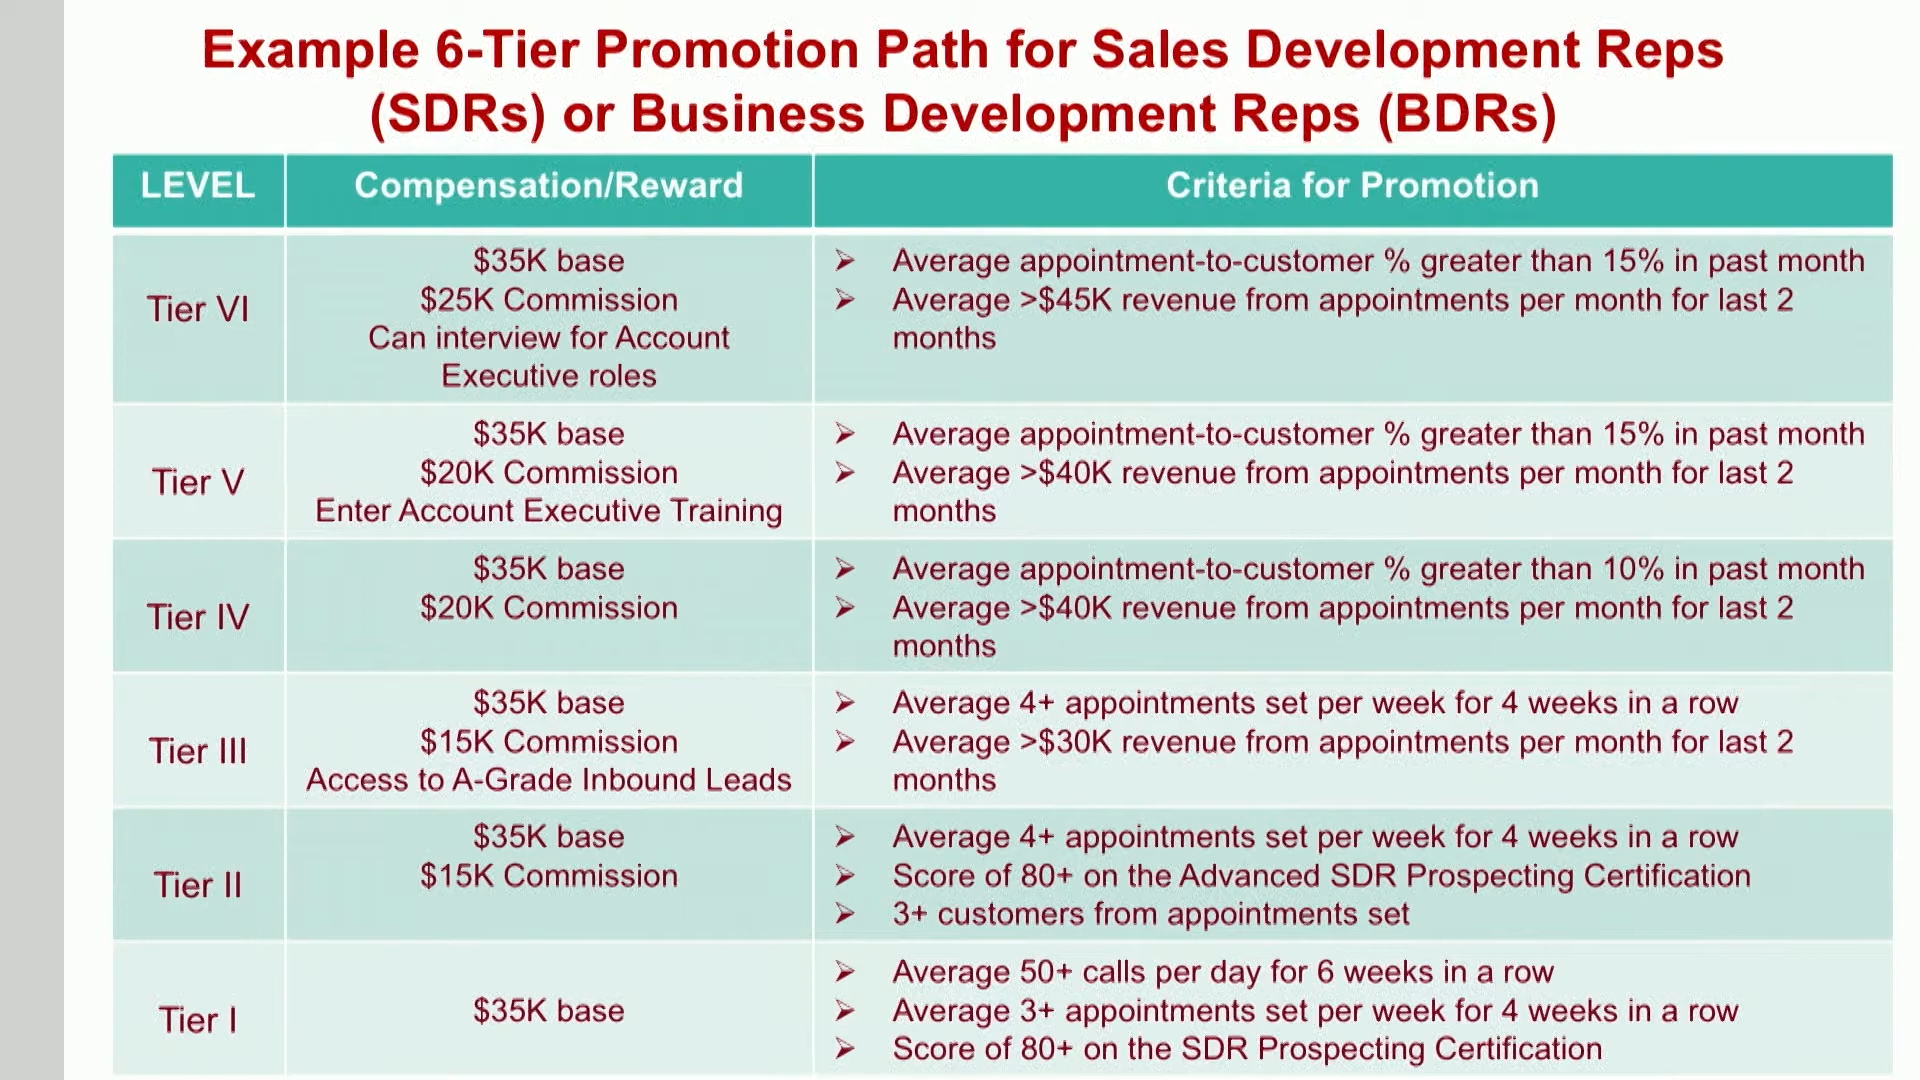 Example 6-Tier Promotion Path for Sales Development Reps
(SDRs) or Business Development Reps (BDRs)
LEVEL
Compensation/Reward
Criteria for Promotion
Tier VI
$35K base
$25K Commission
Can interview for Account
Executive roles
➢ Average appointment-to-customer % greater than 15% in past month
➢ Average >$45K revenue from appointments per month for last 2
months
Tier V
$35K base
$20K Commission
Enter Account Executive Training
➢ Average appointment-to-customer % greater than 15% in past month
➢ Average >$40K revenue from appointments per month for last 2
months
Tier IV
$35K base
$20K Commission
➢ Average appointment-to-customer % greater than 10% in past month
➢ Average >$40K revenue from appointments per month for last 2
months
Tier III
$35K base
$15K Commission
Access to A-Grade Inbound Leads
➢ Average 4+ appointments set per week for 4 weeks in a row
➢ Average >$30K revenue from appointments per month for last 2
months
Tier II
$35K base
$15K Commission
➢ Average 4+ appointments set per week for 4 weeks in a row
➢ Score of 80+ on the Advanced SDR Prospecting Certification
➢ 3+ customers from appointments set
Tier I
$35K base
➢ Average 50+ calls per day for 6 weeks in a row
➢ Average 3+ appointments set per week for 4 weeks in a row
➢ Score of 80+ on the SDR Prospecting Certification